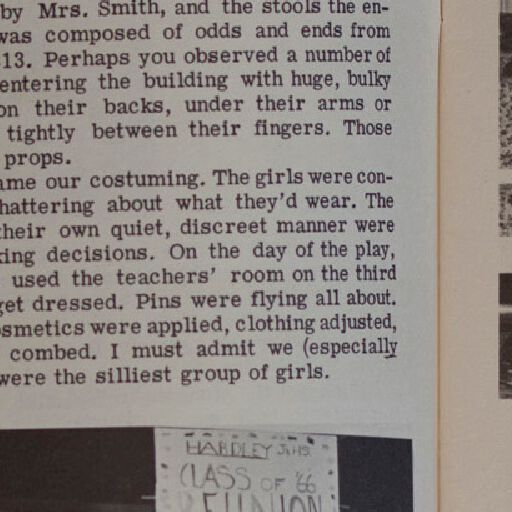 by Mrs. Smith, and the stools the en-
was composed of odds and ends from
13. Perhaps you observed a number of
entering the building with huge, bulky
on their backs, under their arms or
tightly between their fingers. Those
props.
ame our costuming. The girls were con-
hattering about what they'd wear. The
their own quiet, discreet manner were
king decisions. On the day of the play,
used the teachers' room on the third
get dressed. Pins were flying all about.
osmetics were applied, clothing adjusted,
combed. I must admit we (especially
were the silliest group of girls.
HARDLEY
CLASS OF '66
REUNION